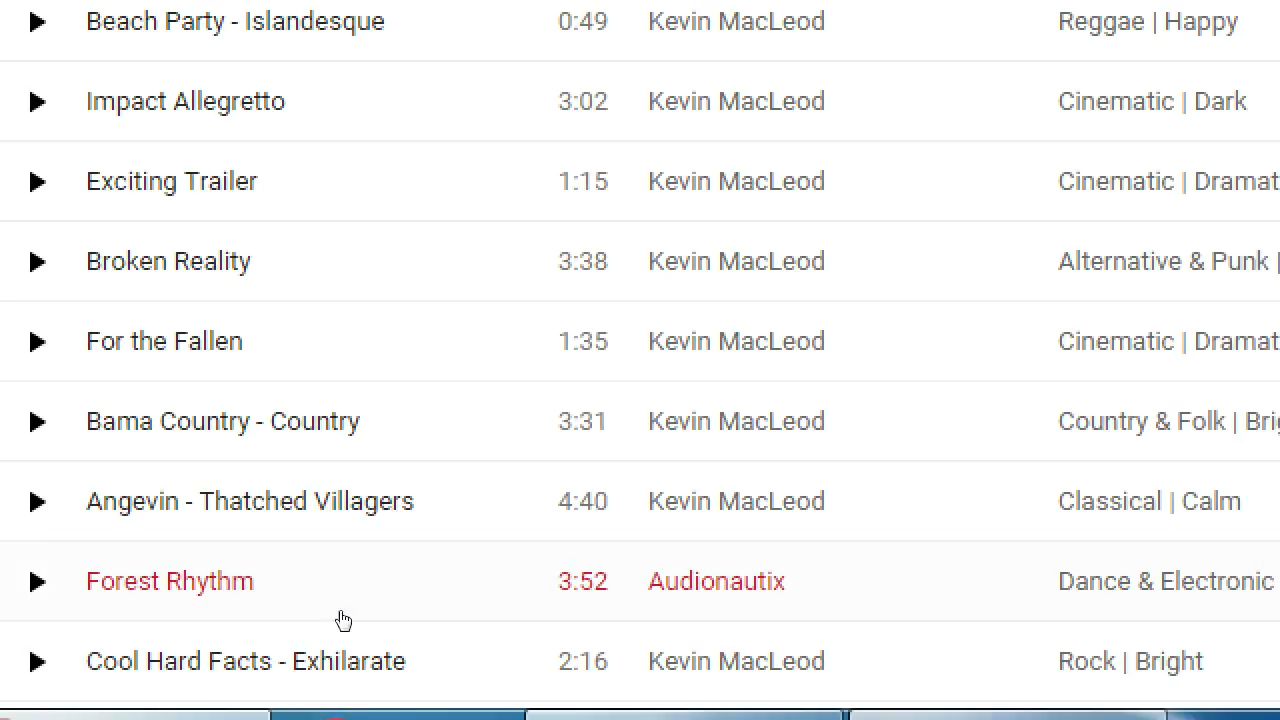 Beach Party - Islandesque 0:49 Kevin MacLeod Reggae | Happy
Impact Allegretto 3:02 Kevin MacLeod Cinematic | Dark
Exciting Trailer 1:15 Kevin MacLeod Cinematic | Dramat
Broken Reality 3:38 Kevin MacLeod Alternative & Punk |
For the Fallen 1:35 Kevin MacLeod Cinematic | Dramat
Bama Country - Country 3:31 Kevin MacLeod Country & Folk | Brig
Angevin - Thatched Villagers 4:40 Kevin MacLeod Classical | Calm
Forest Rhythm 3:52 Audionautix Dance & Electronic
Cool Hard Facts - Exhilarate 2:16 Kevin MacLeod Rock | Bright